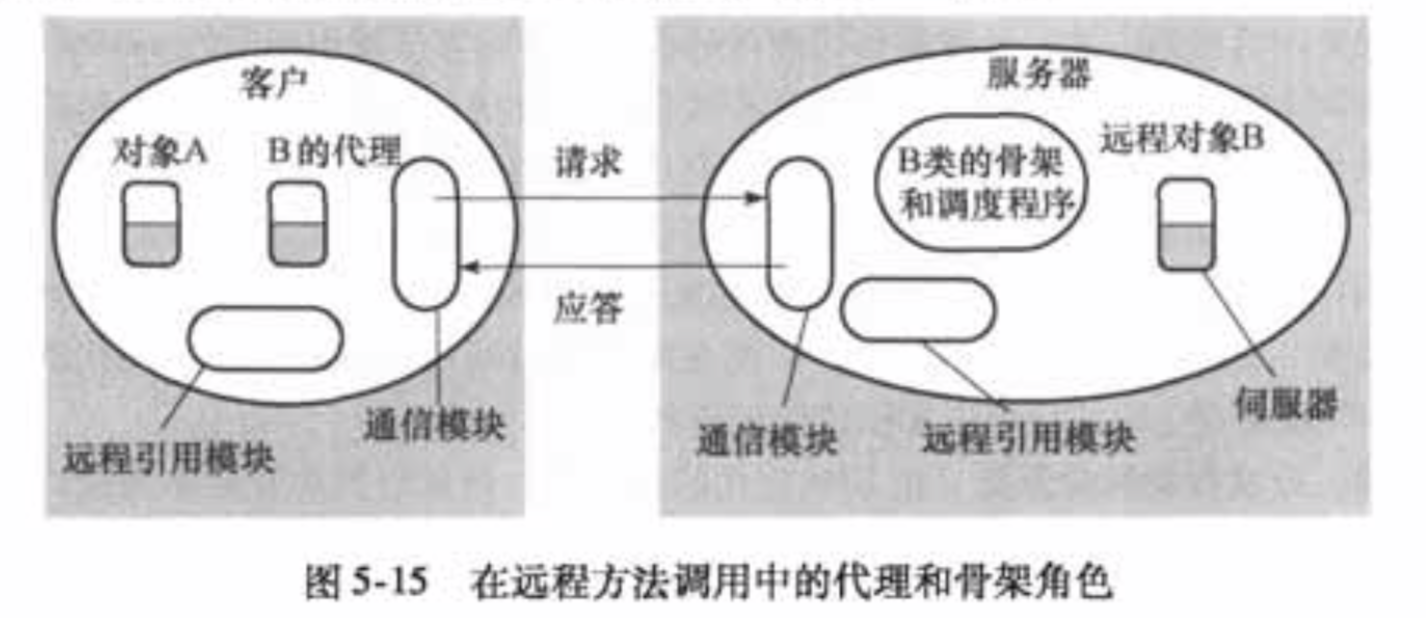 客户
对象A
B的代理
通信模块
远程引用模块
请求
应答
服务器
B类的骨架
和调度程序
远程对象B
通信模块
远程引用模块
伺服器
图5-15 在远程方法调用中的代理和骨架角色